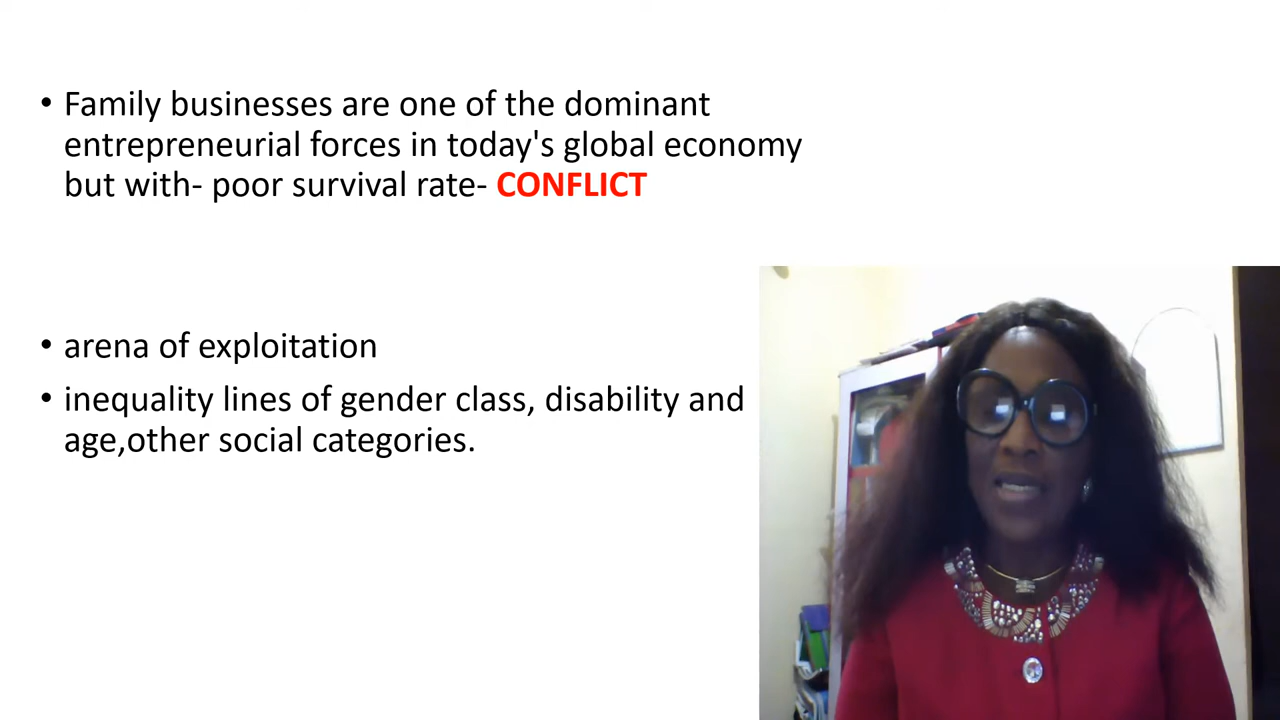 • Family businesses are one of the dominant
entrepreneurial forces in today's global economy
but with- poor survival rate- CONFLICT
• arena of exploitation
• inequality lines of gender class, disability and
age,other social categories.